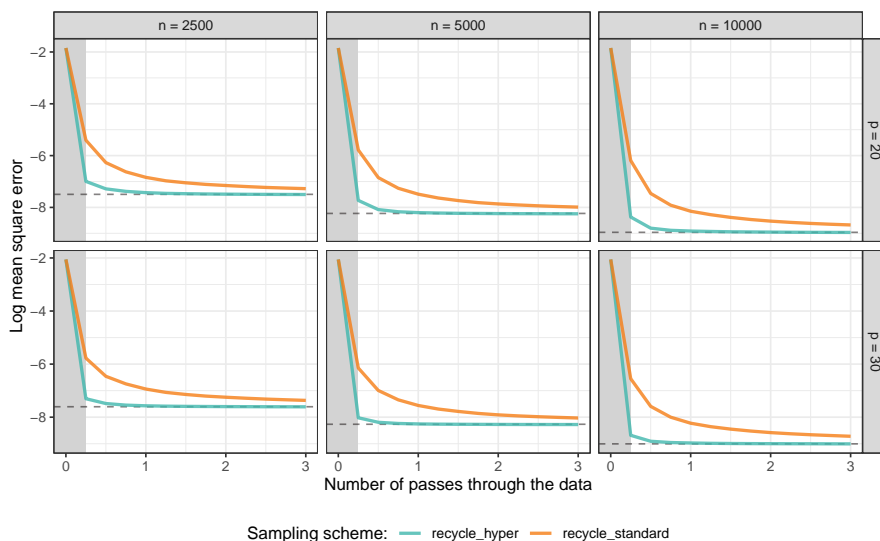 n = 2500
n = 5000
n = 10000
−2
−4
−6
−8
p = 20
−2
−4
−6
−8
p = 30
Log mean square error
0
1
2
3
0
1
2
3
0
1
2
3
Number of passes through the data
Sampling scheme: recycle_hyper recycle_standard